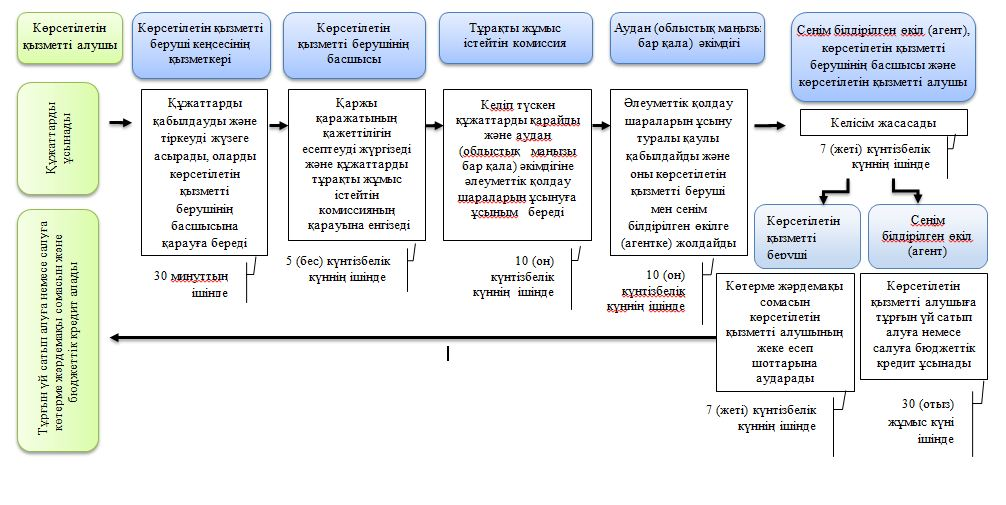 Көрсетілетін
қызметті алушы
Көрсетілетін қызметті
беруші кеңсесінің
қызметкері
Көрсетілетін
қызметті берушінің
басшысы
Тұрақты жұмыс
істейтін комиссия
Аудан (облыстық маңызы
бар қала) әкімдігі
Сенім білдірілген өкіл (агент),
көрсетілетін қызметті
берушінің басшысы және
көрсетілетін қызметті алушы
Құжаттарды
ұсынады
Құжаттарды
қабылдауды және
тіркеуді жүзеге
асырады, оларды
көрсетілетін
қызметті
берушінің
басшысына
қарауға береді
30 минуттың
ішінде
Қаржы
қаражатының
қажеттілігін
есептеуді жүргізеді
және құжаттарды
тұрақты жұмыс
істейтін
комиссияның
қарауына енгізеді
5 (бес) күнтізбелік
күннің ішінде
Келіп түскен
құжаттарды қарайды
және аудан
(облыстық маңызы
бар қала) әкімдігіне
әлеуметтік қолдау
шараларын ұсынуға
ұсыным береді
10 (он)
күнтізбелік
күннің ішінде
Әлеуметтік қолдау
шараларын ұсыну
туралы қаулы
қабылдайды және
оны көрсетілетін
қызметті беруші
мен сенім
білдірілген өкілге
(агентке) жолдайды
10 (он)
күнтізбелік
күннің ішінде
Келісім жасасады
7 (жеті) күнтізбелік
күннің ішінде
Көрсетілетін
қызметті
беруші
Сенім
білдірілген өкіл
(агент)
Көтерме жәрдемақы
сомасын
көрсетілетін
қызметті алушының
жеке есеп
шоттарына
аударады
7 (жеті) күнтізбелік
күннің ішінде
Көрсетілетін
қызметті алушыға
тұрғын үй сатып
алуға немесе
салуға бюджеттік
кредит ұсынады
30 (отыз)
жұмыс күні
ішінде
Тұрғын үй сатып алуға немесе салуға
көтерме жәрдемақы сомасын және
бюджеттік кредит алады